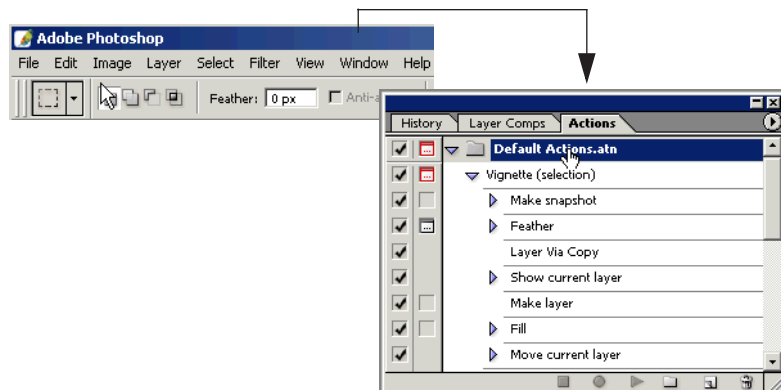 Adobe Photoshop
File Edit Image Layer Select Filter View Window Help
Feather: 0 px
History Layer Comps Actions
Default Actions.atn
Vignette (selection)
Make snapshot
Feather
Layer Via Copy
Show current layer
Make layer
Fill
Move current layer